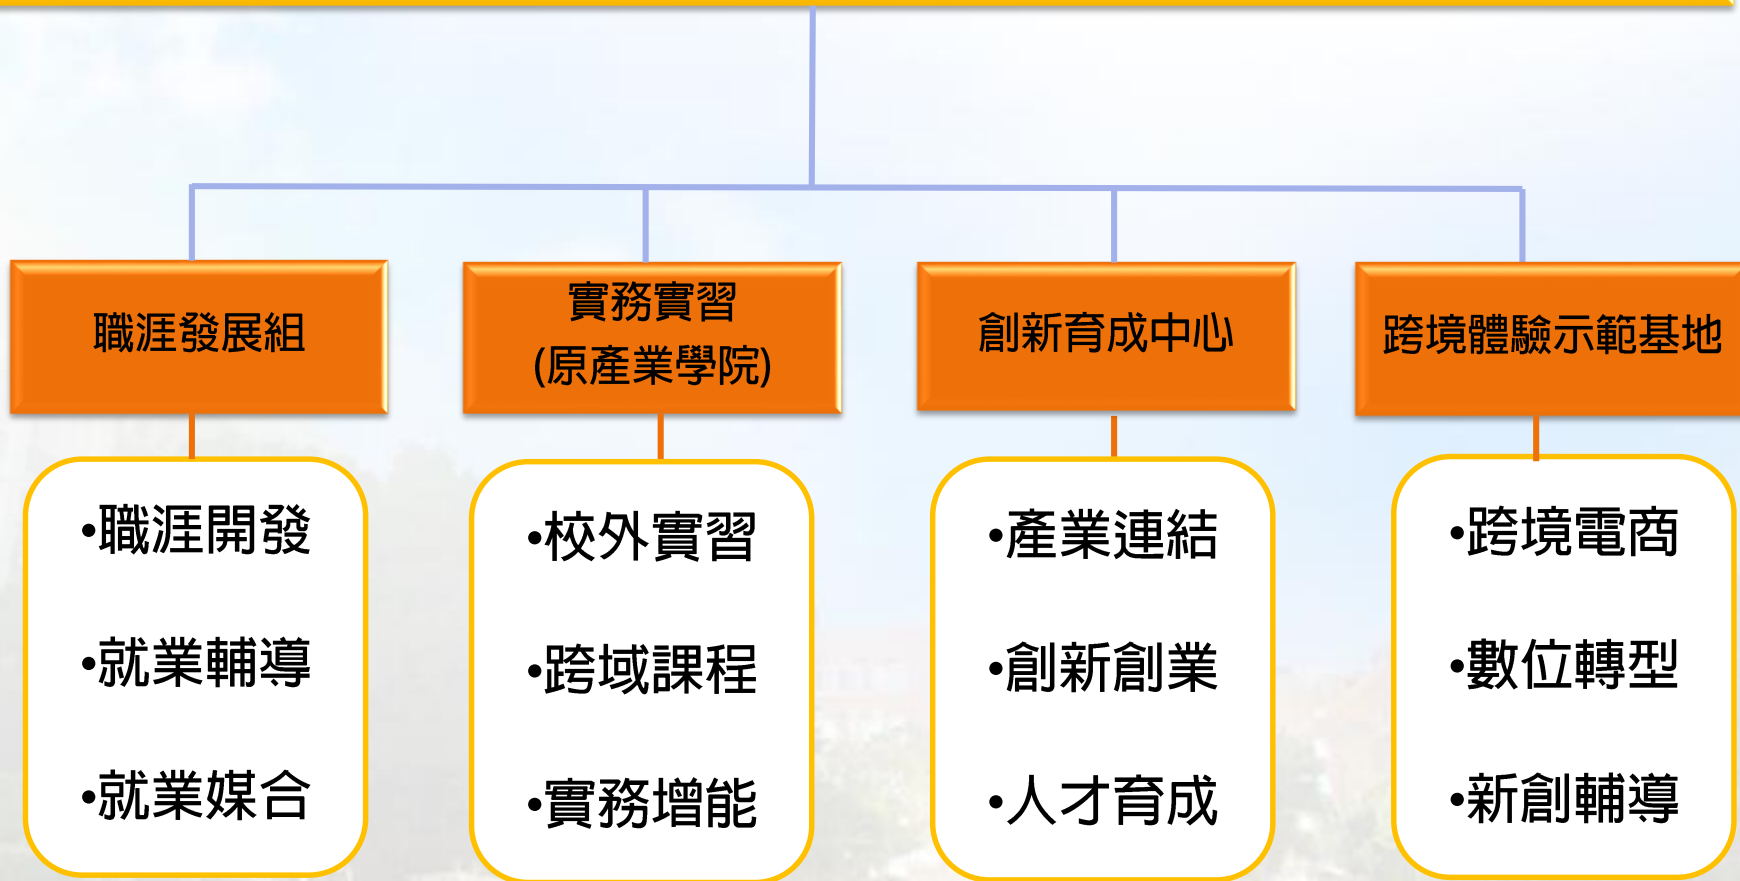 職涯發展組
•職涯開發
•就業輔導
•就業媒合
實務實習
(原產業學院)
•校外實習
•跨域課程
•實務增能
創新育成中心
•產業連結
•創新創業
•人才育成
跨境體驗示範基地
•跨境電商
•數位轉型
•新創輔導